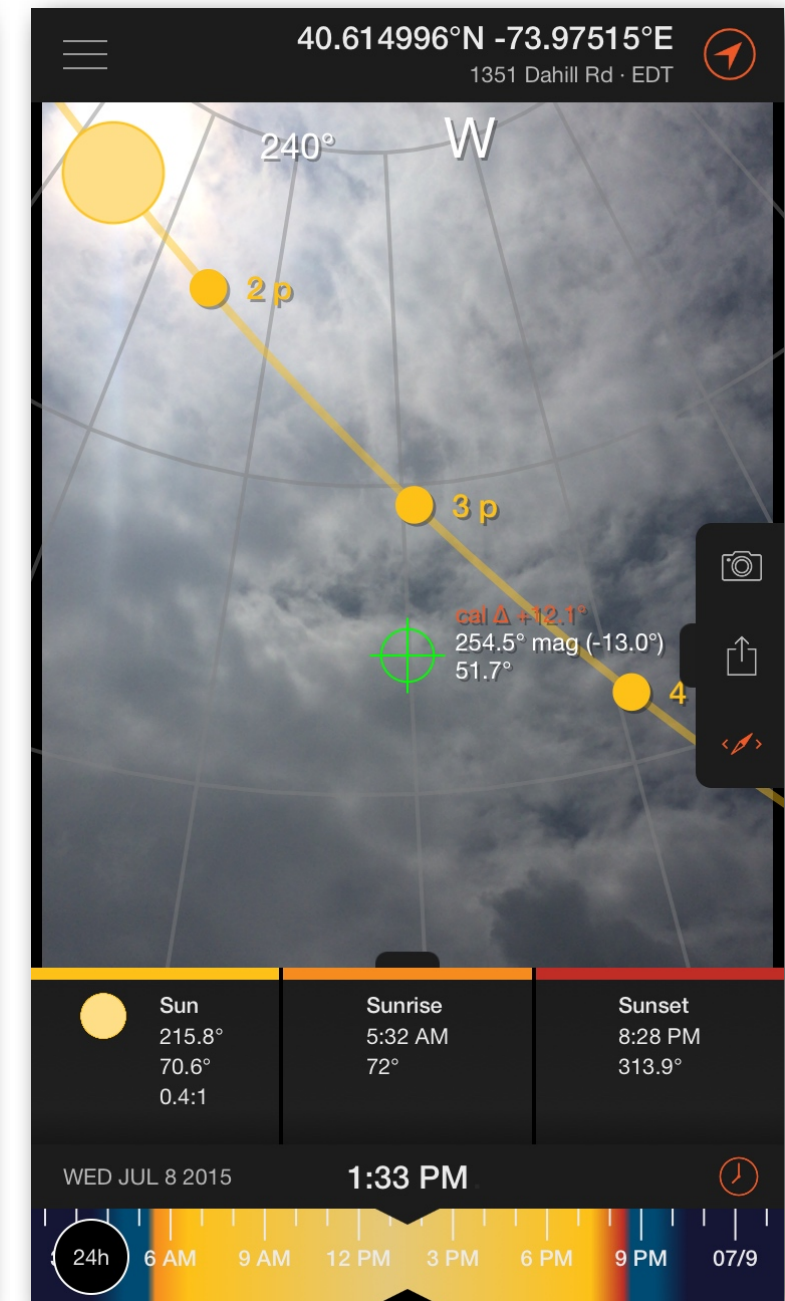 40.614996°N -73.97515°E
1351 Dahill Rd · EDT
240°
W
2 p
3 p
cal Δ +12.1°
254.5° mag (-13.0°)
51.7°
4
Sun
215.8°
70.6°
0.4:1
Sunrise
5:32 AM
72°
Sunset
8:28 PM
313.9°
WED JUL 8 2015
1:33 PM
24h
6 AM
9 AM
12 PM
3 PM
6 PM
9 PM
07/9